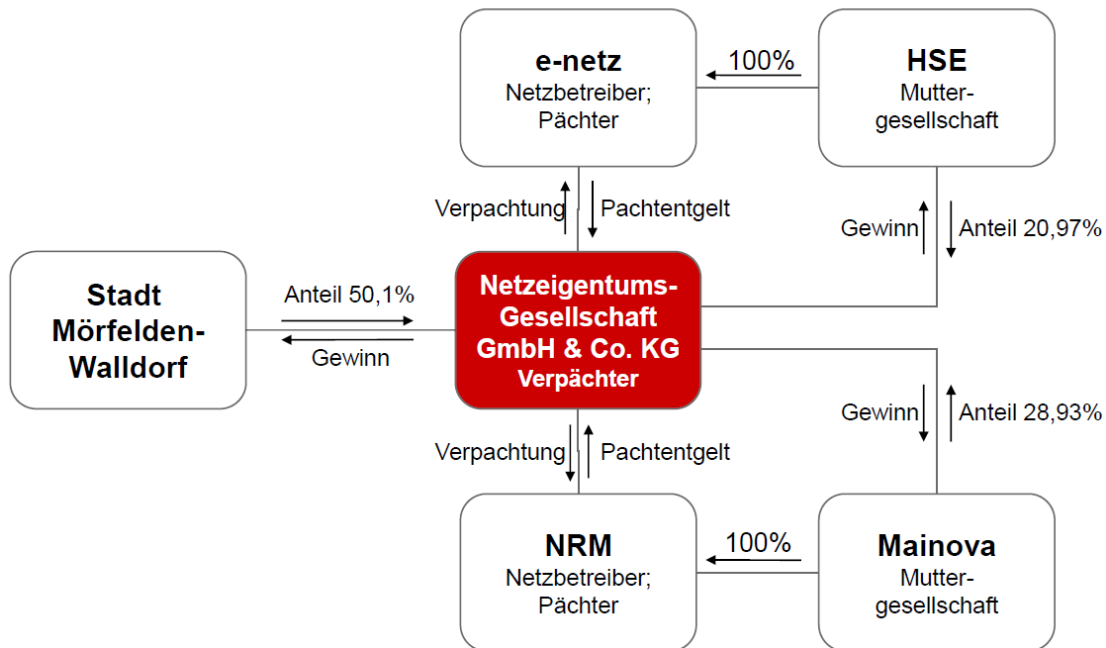 e-netz
Netzbetreiber;
Pächter
100%
HSE
Mutter-
gesellschaft
Verpachtung
Pachtentgelt
Gewinn
Anteil 20,97%
Stadt
Mörfelden-
Walldorf
Anteil 50,1%
Gewinn
Netzeigentums-
Gesellschaft
GmbH & Co. KG
Verpächter
Gewinn
Anteil 28,93%
Verpachtung
Pachtentgelt
NRM
Netzbetreiber;
Pächter
100%
Mainova
Mutter-
gesellschaft